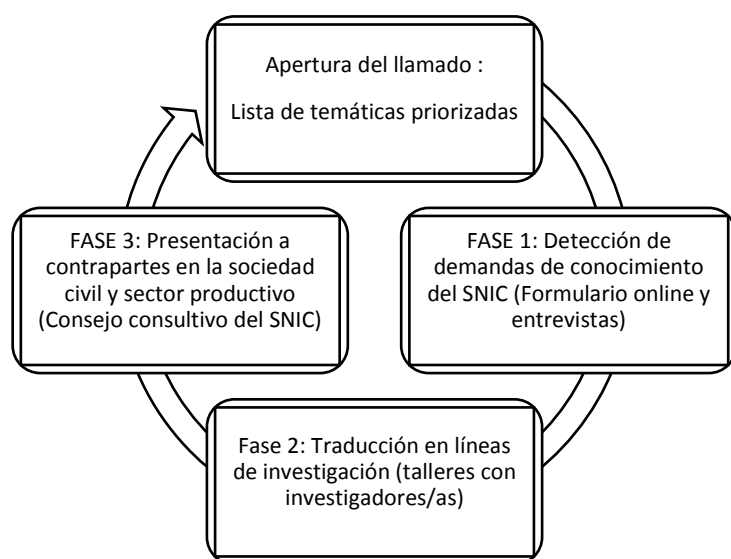 Apertura del llamado :
Lista de temáticas priorizadas
FASE 1: Detección de
demandas de conocimiento
del SNIC (Formulario online y
entrevistas)
Fase 2: Traducción en líneas
de investigación (talleres con
investigadores/as)
FASE 3: Presentación a
contrapartes en la sociedad
civil y sector productivo
(Consejo consultivo del SNIC)